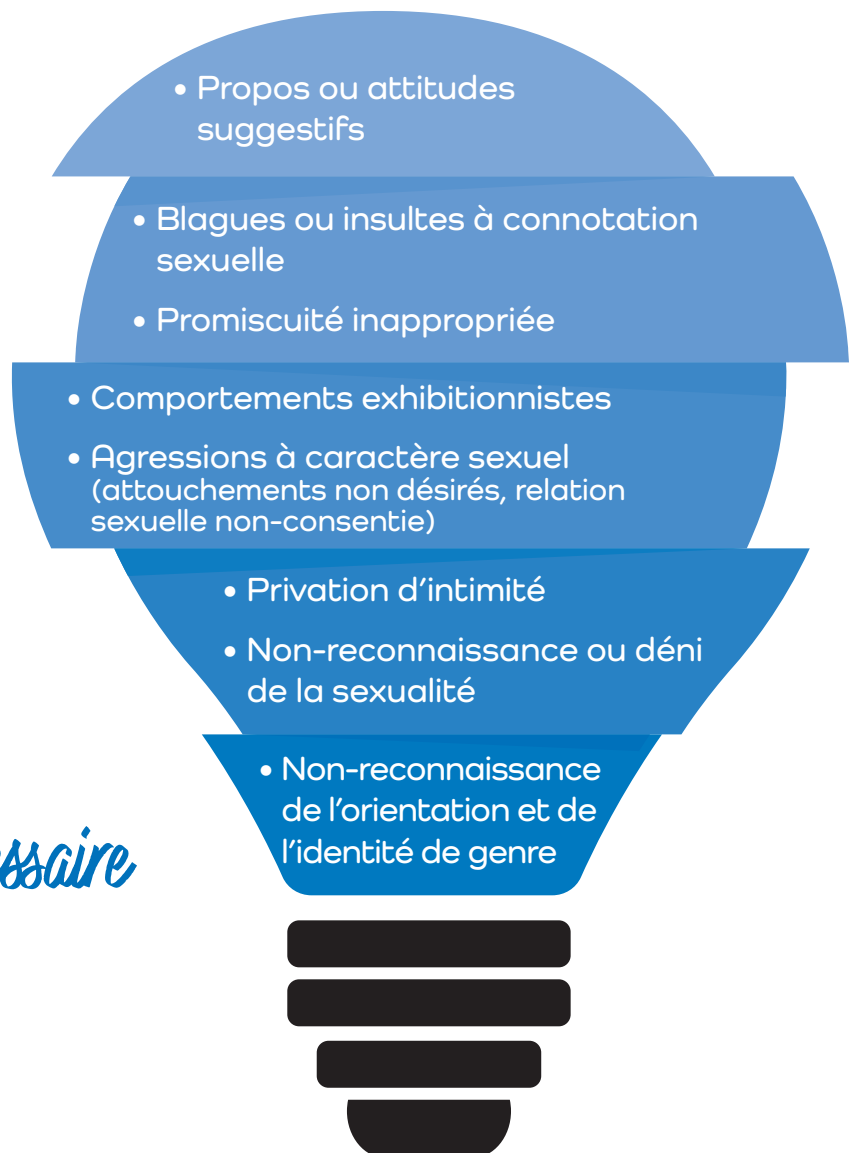 • Propos ou attitudes
suggestifs
• Blagues ou insultes à connotation
sexuelle
• Promiscuité inappropriée
• Comportements exhibitionnistes
• Agressions à caractère sexuel
(attouchements non désirés, relation
sexuelle non-consentie)
• Privation d'intimité
• Non-reconnaissance ou déni
de la sexualité
• Non-reconnaissance
de l'orientation et de
l'identité de genre